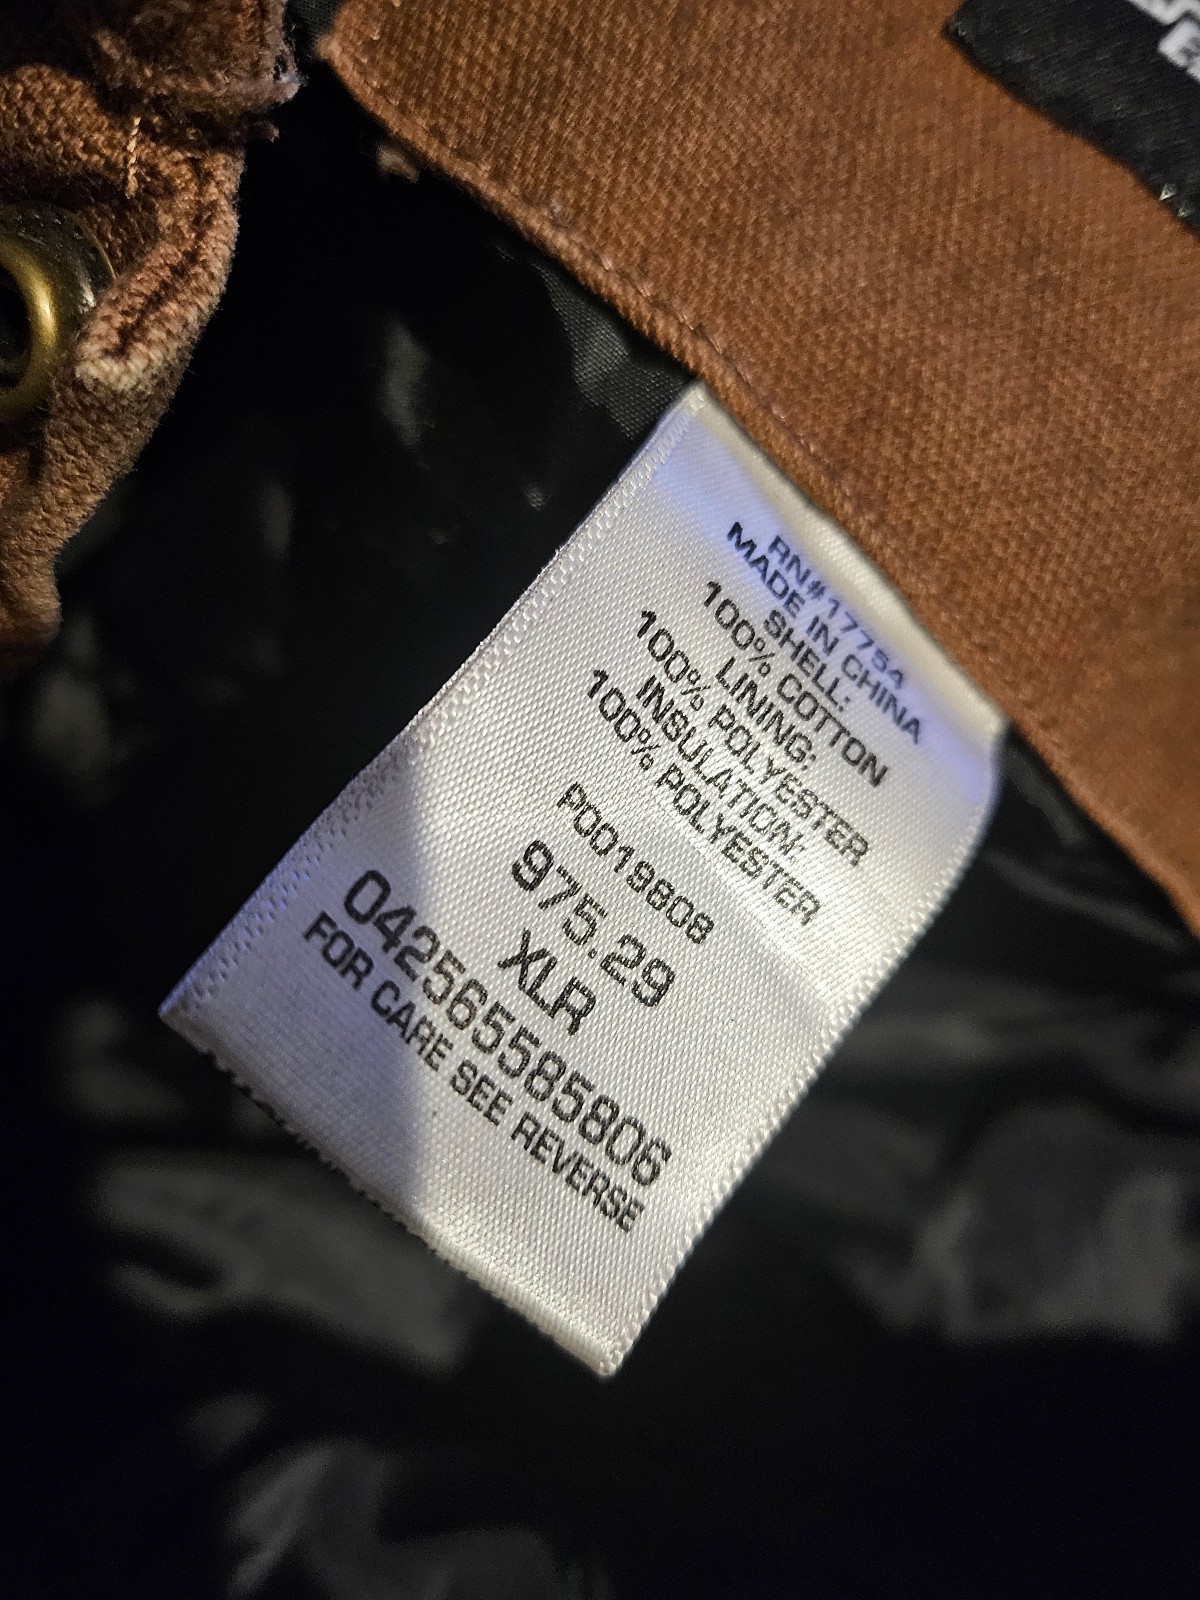 RN#17754
MADE IN CHINA
SHELL:
100% COTTON
LINING:
100% POLYESTER
INSULATION:
100% POLYESTER
P0019808
975.29
XLR
042565585806
FOR CARE SEE REVERSE